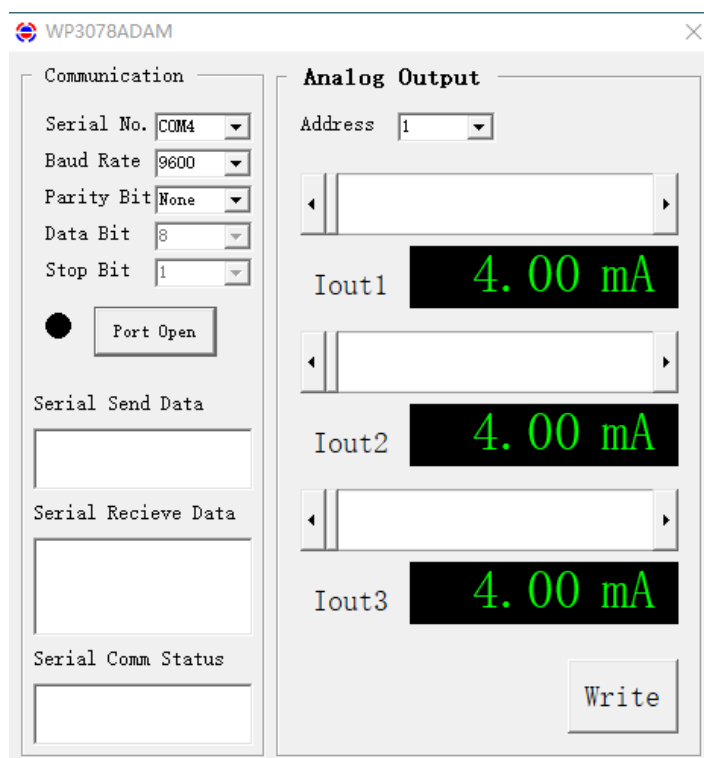 WP3078ADAM
Communication
Serial No. COM4
Baud Rate 9600
Parity Bit None
Data Bit 8
Stop Bit 1
Port Open
Serial Send Data
Serial Recieve Data
Serial Comm Status
Analog Output
Address 1
Iout1 4.00 mA
Iout2 4.00 mA
Iout3 4.00 mA
Write